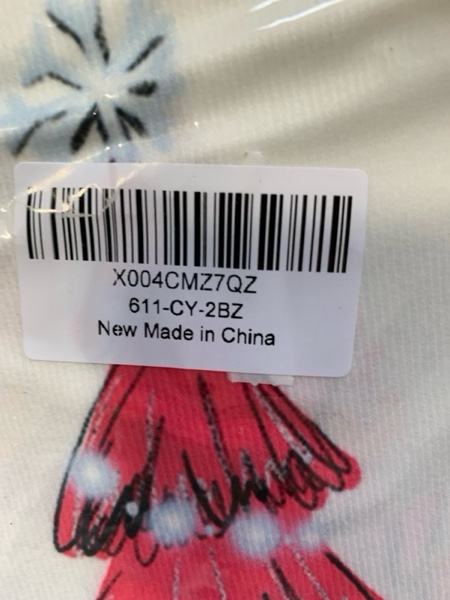 X004CMZ7QZ
611-CY-2BZ
New Made in China